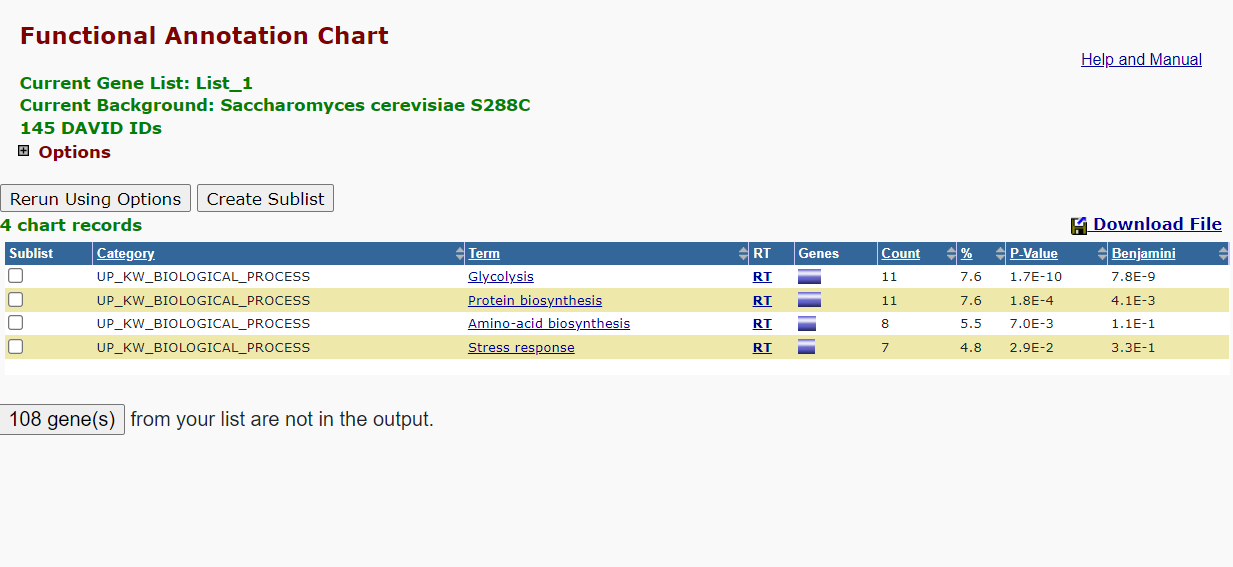 Functional Annotation Chart
Help and Manual
Current Gene List: List_1
Current Background: Saccharomyces cerevisiae S288C
145 DAVID IDs
Options
Rerun Using Options Create Sublist
4 chart records Download File
Sublist Category Term RT Genes Count % P-Value Benjamini
UP_KW_BIOLOGICAL_PROCESS Glycolysis RT 11 7.6 1.7E-10 7.8E-9
UP_KW_BIOLOGICAL_PROCESS Protein biosynthesis RT 11 7.6 1.8E-4 4.1E-3
UP_KW_BIOLOGICAL_PROCESS Amino-acid biosynthesis RT 8 5.5 7.0E-3 1.1E-1
UP_KW_BIOLOGICAL_PROCESS Stress response RT 7 4.8 2.9E-2 3.3E-1
108 gene(s) from your list are not in the output.